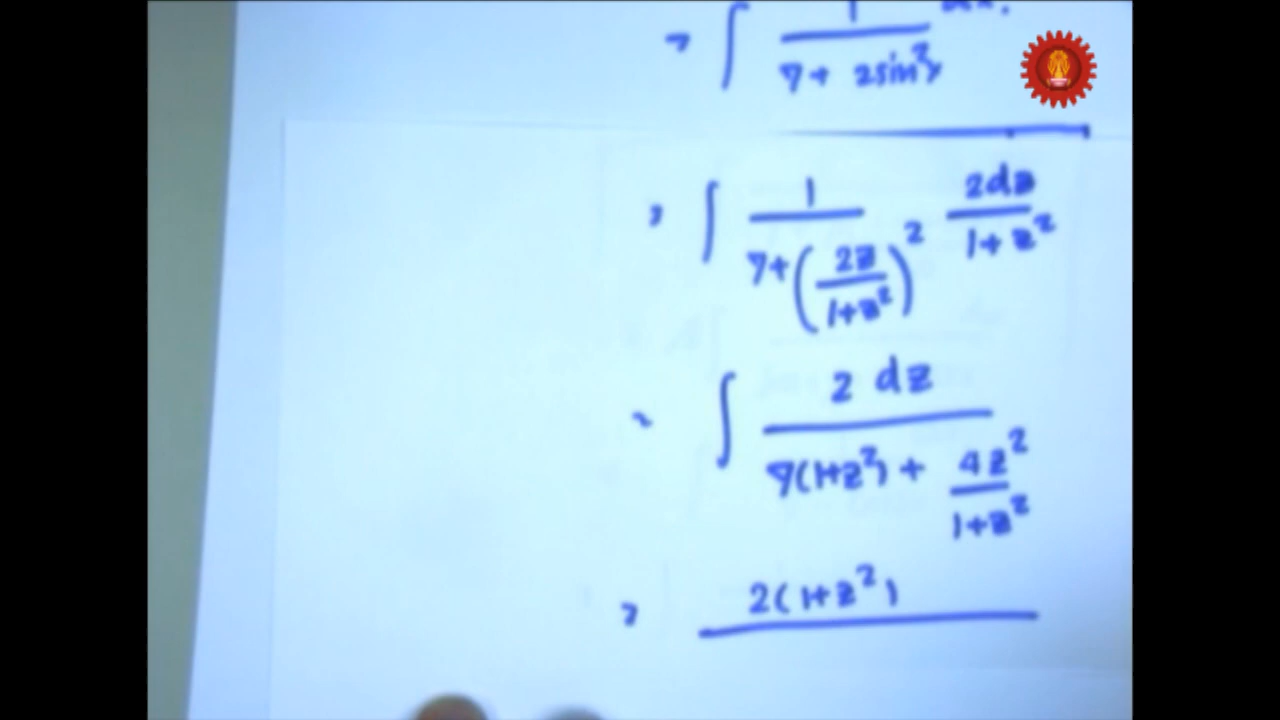 = ∫ 1 / (7 + 2sin²x) dx.
= ∫ 1 / (7 + (2z / (1+z²))²) 2dz / (1+z²)
= ∫ 2 dz / (7(1+z²) + 4z² / (1+z²))
= 2(1+z²)